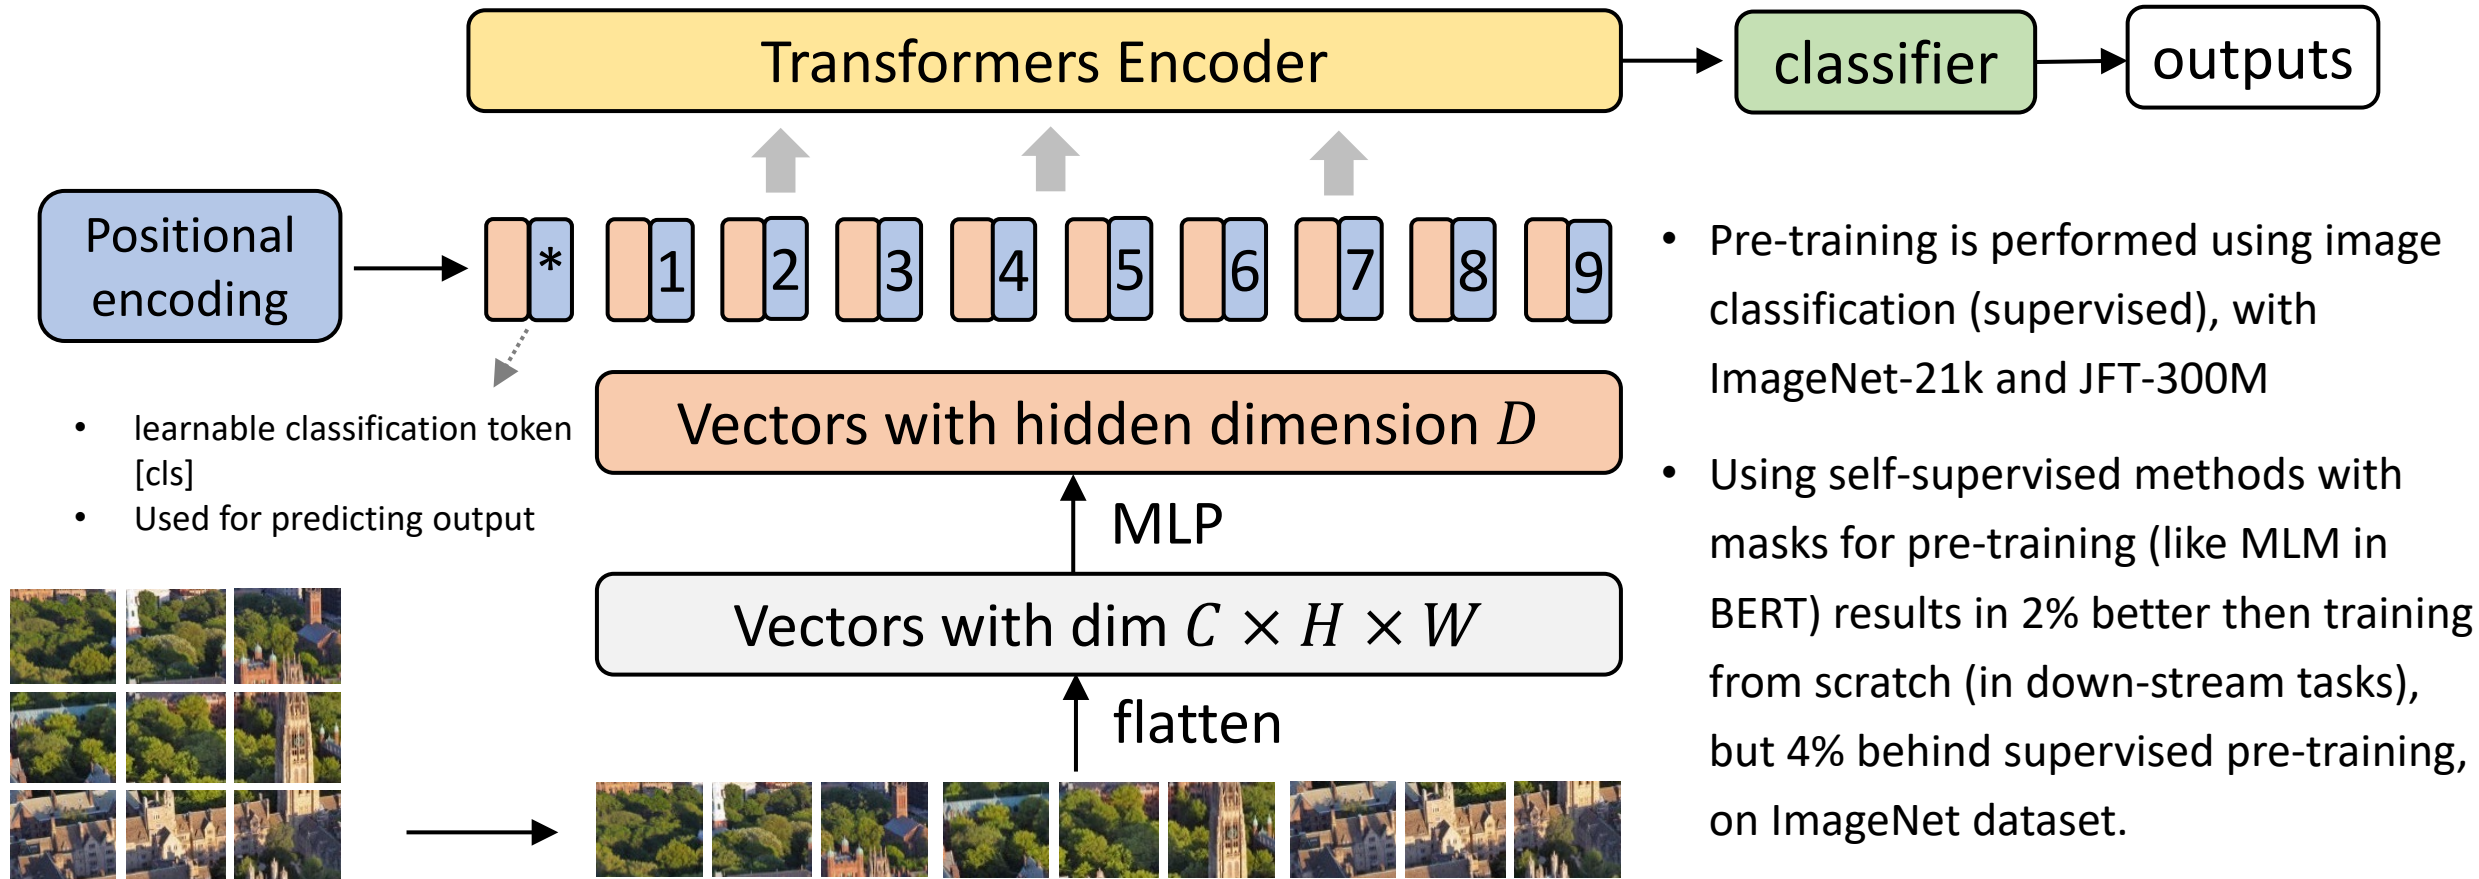 Transformers Encoder
classifier
outputs
Positional
encoding
* 1 2 3 4 5 6 7 8 9
• learnable classification token
[cls]
• Used for predicting output
Vectors with hidden dimension D
MLP
Vectors with dim C × H × W
flatten
• Pre-training is performed using image
classification (supervised), with
ImageNet-21k and JFT-300M
• Using self-supervised methods with
masks for pre-training (like MLM in
BERT) results in 2% better then training
from scratch (in down-stream tasks),
but 4% behind supervised pre-training,
on ImageNet dataset.